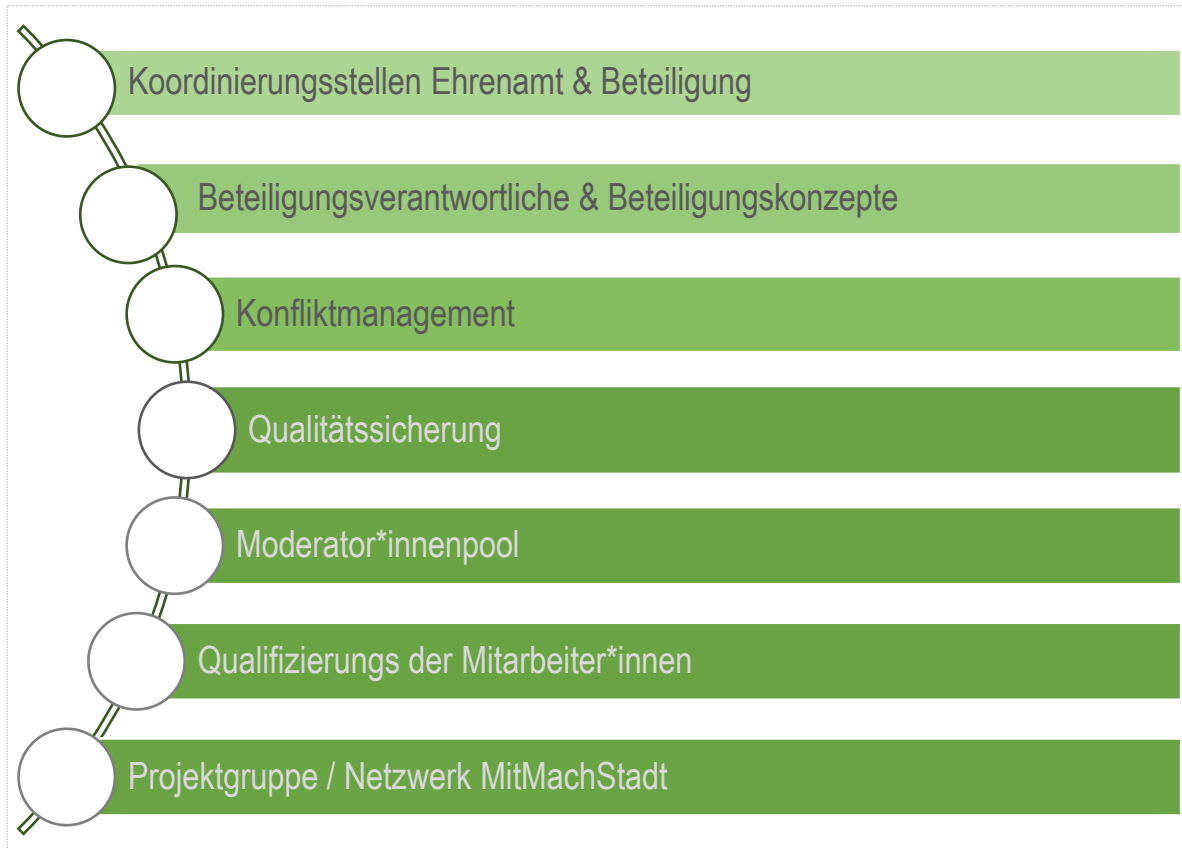 Koordinierungsstellen Ehrenamt & Beteiligung
Beteiligungsverantwortliche & Beteiligungskonzepte
Konfliktmanagement
Qualitätssicherung
Moderator*innenpool
Qualifizierungs der Mitarbeiter*innen
Projektgruppe / Netzwerk MitMachStadt